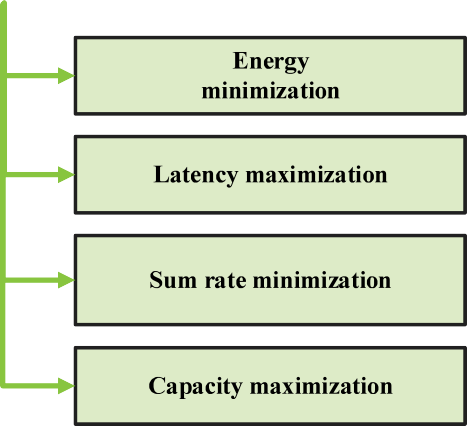 Energy
minimization
Latency maximization
Sum rate minimization
Capacity maximization